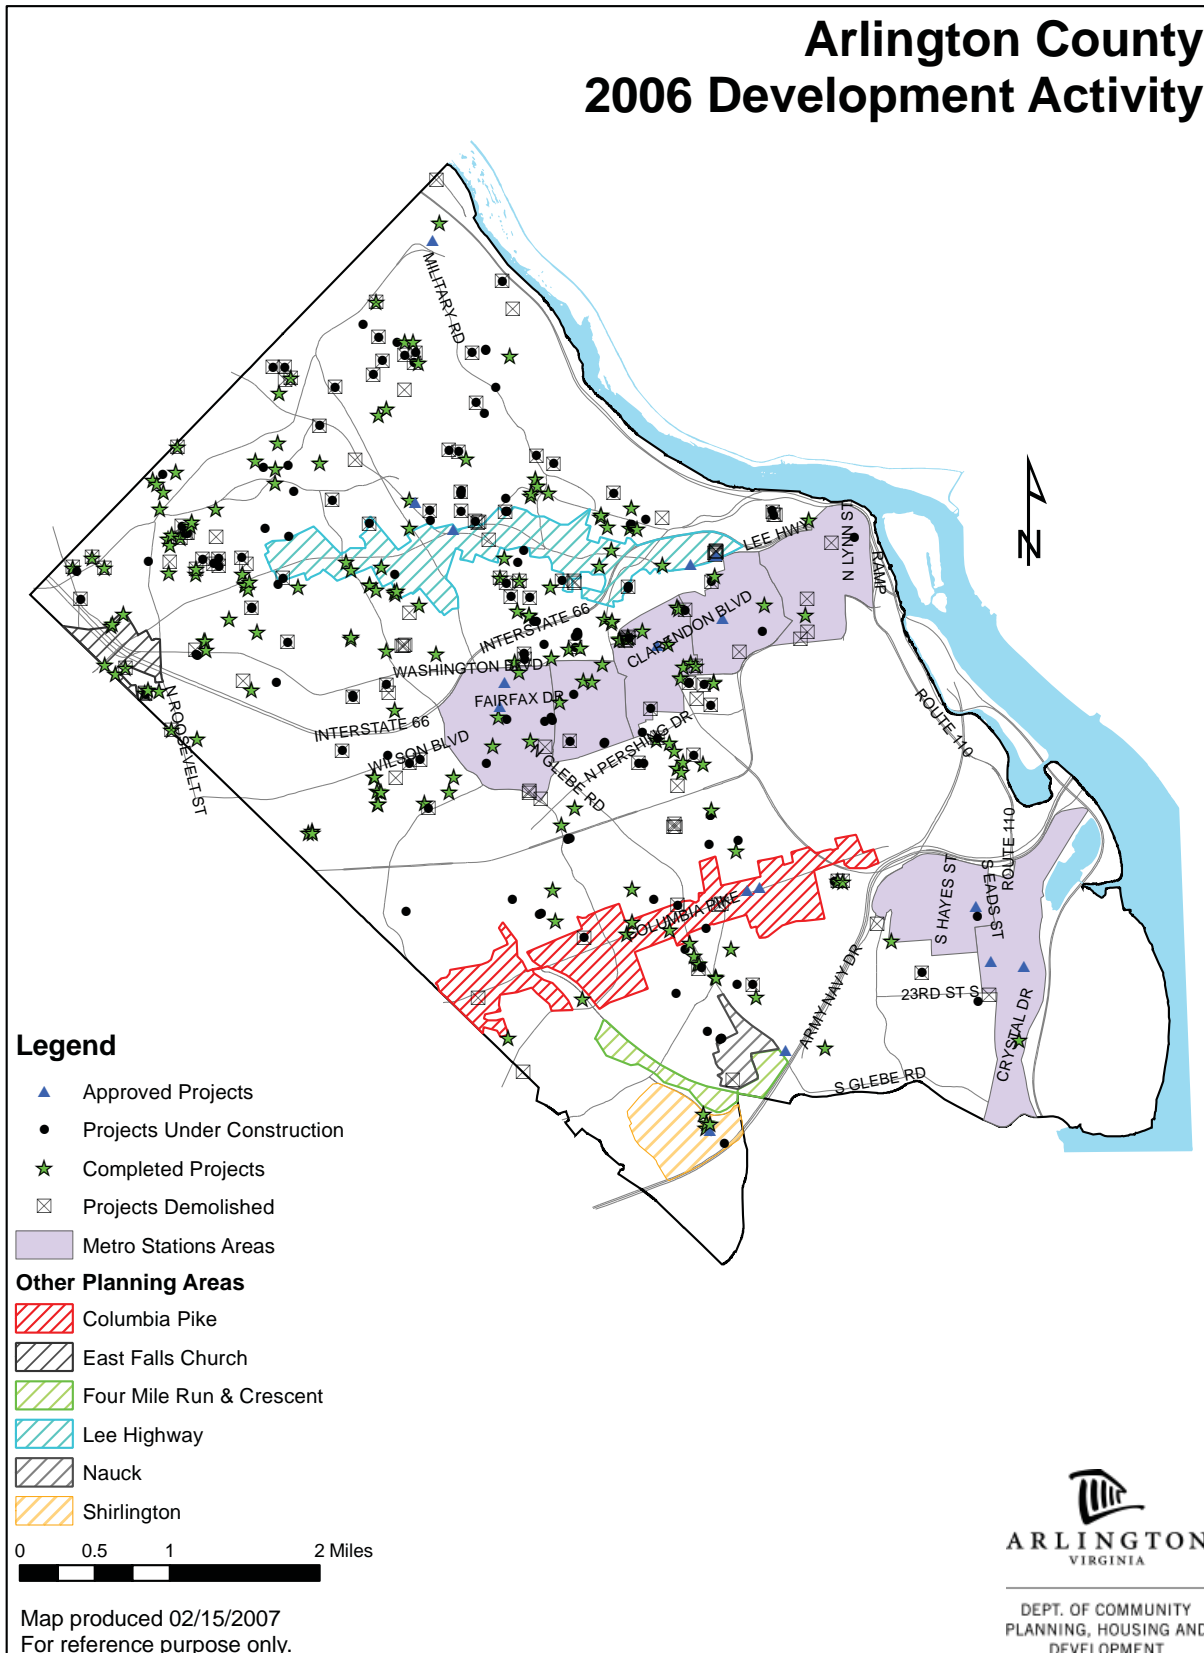 Arlington County
2006 Development Activity
MILITARY RD
LEE HWY
N LYNN ST
RAMP
INTERSTATE 66
CLARENDON BLVD
WASHINGTON BLVD
FAIRFAX DR
N ROOSEVELT ST
INTERSTATE 66
WILSON BLVD
N GLEBE RD
N PERSHING DR
ROUTE 110
ROUTE 110
S HAYES ST
S EADS ST
COLUMBIA PIKE
ARMY NAVY DR
23RD ST S
CRYSTAL DR
S GLEBE RD
N
Legend
Approved Projects
Projects Under Construction
Completed Projects
Projects Demolished
Metro Stations Areas
Other Planning Areas
Columbia Pike
East Falls Church
Four Mile Run & Crescent
Lee Highway
Nauck
Shirlington
0 0.5 1 2 Miles
Map produced 02/15/2007
For reference purpose only.
ARLINGTON
VIRGINIA
DEPT. OF COMMUNITY
PLANNING, HOUSING AND
DEVELOPMENT